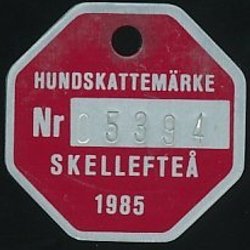 HUNDSKATTEMÄRKE
Nr 05394
SKELLEFTEÅ
1985